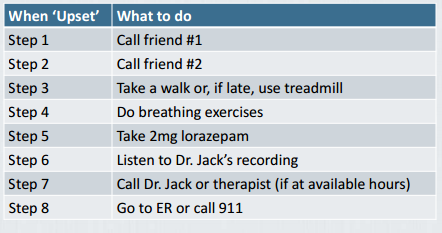 When ‘Upset’ What to do
Step 1 Call friend #1
Step 2 Call friend #2
Step 3 Take a walk or, if late, use treadmill
Step 4 Do breathing exercises
Step 5 Take 2mg lorazepam
Step 6 Listen to Dr. Jack’s recording
Step 7 Call Dr. Jack or therapist (if at available hours)
Step 8 Go to ER or call 911